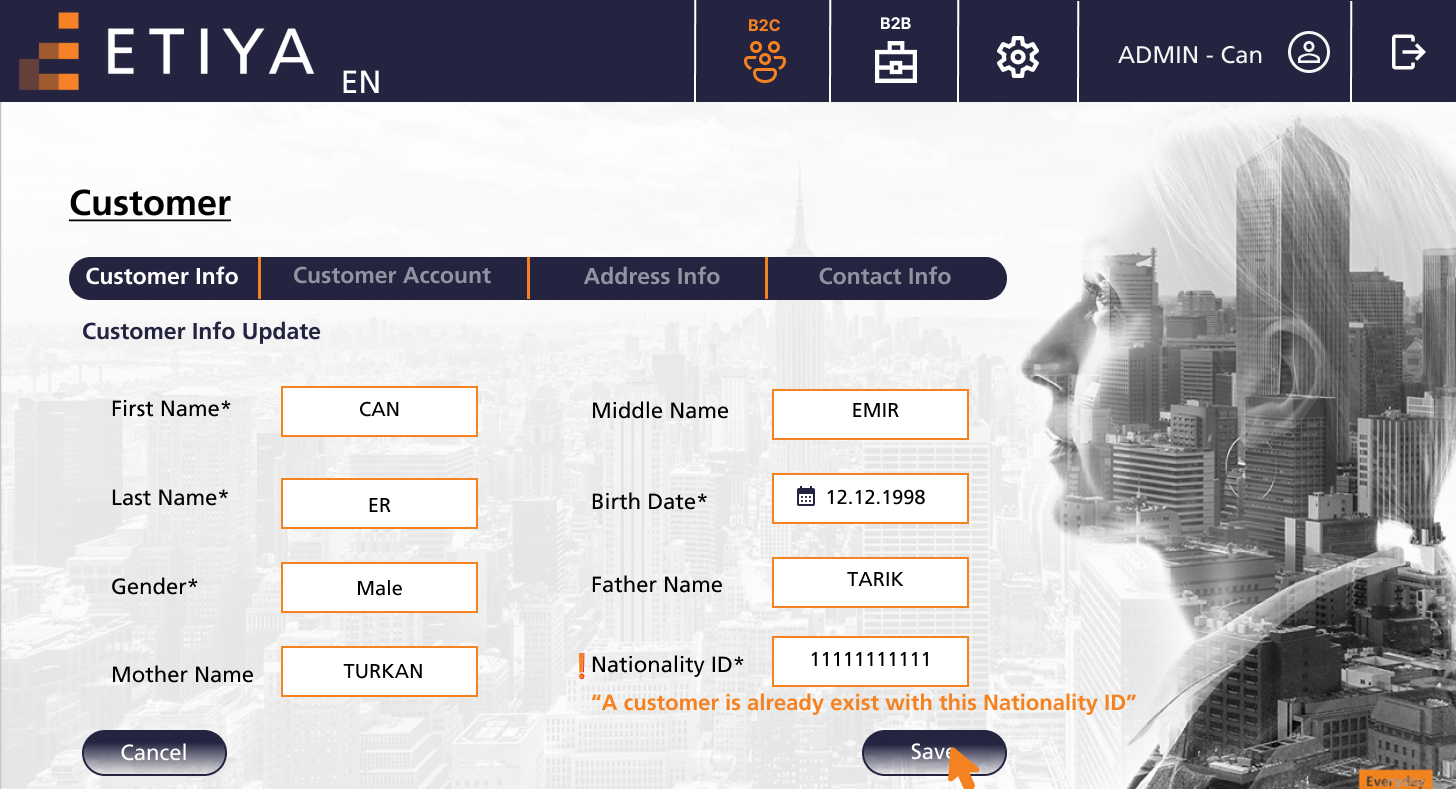 B2C
B2B
ETIYA
EN
ADMIN - Can
Customer
Customer Info
Customer Account
Address Info
Contact Info
Customer Info Update
First Name*
CAN
Middle Name
EMIR
Last Name*
ER
Birth Date*
12.12.1998
Gender*
Male
Father Name
TARIK
Mother Name
TURKAN
!
Nationality ID*
11111111111
“A customer is already exist with this Nationality ID”
Cancel
Save